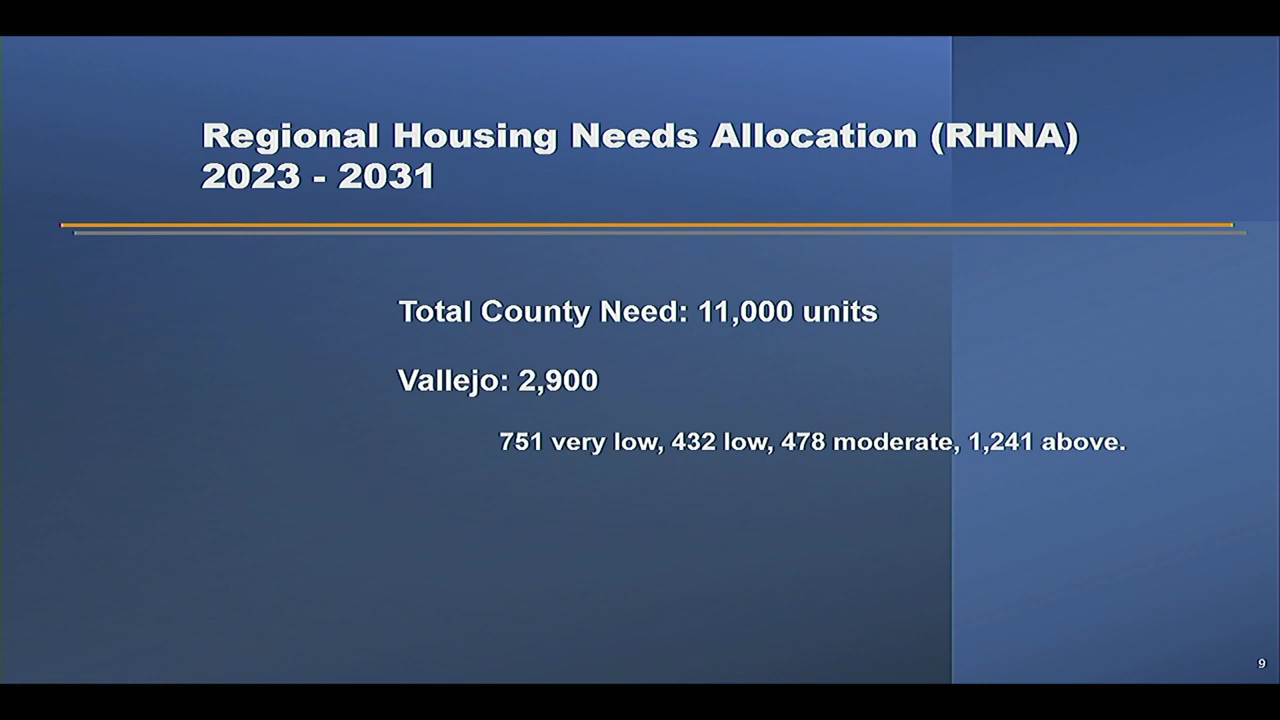 Regional Housing Needs Allocation (RHNA)
2023 - 2031
Total County Need: 11,000 units
Vallejo: 2,900
751 very low, 432 low, 478 moderate, 1,241 above.
9